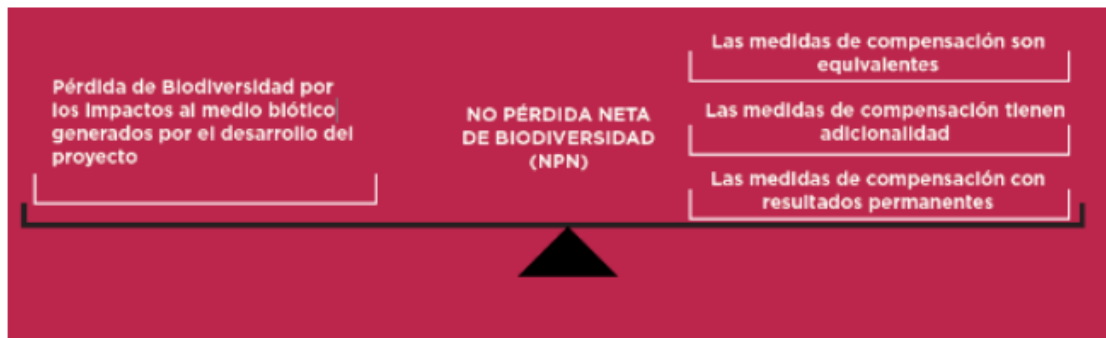 Pérdida de Biodiversidad por
los Impactos al medio biótico
generados por el desarrollo del
proyecto
NO PÉRDIDA NETA
DE BIODIVERSIDAD
(NPN)
Las medidas de compensación son
equivalentes
Las medidas de compensación tienen
adicionalidad
Las medidas de compensación con
resultados permanentes